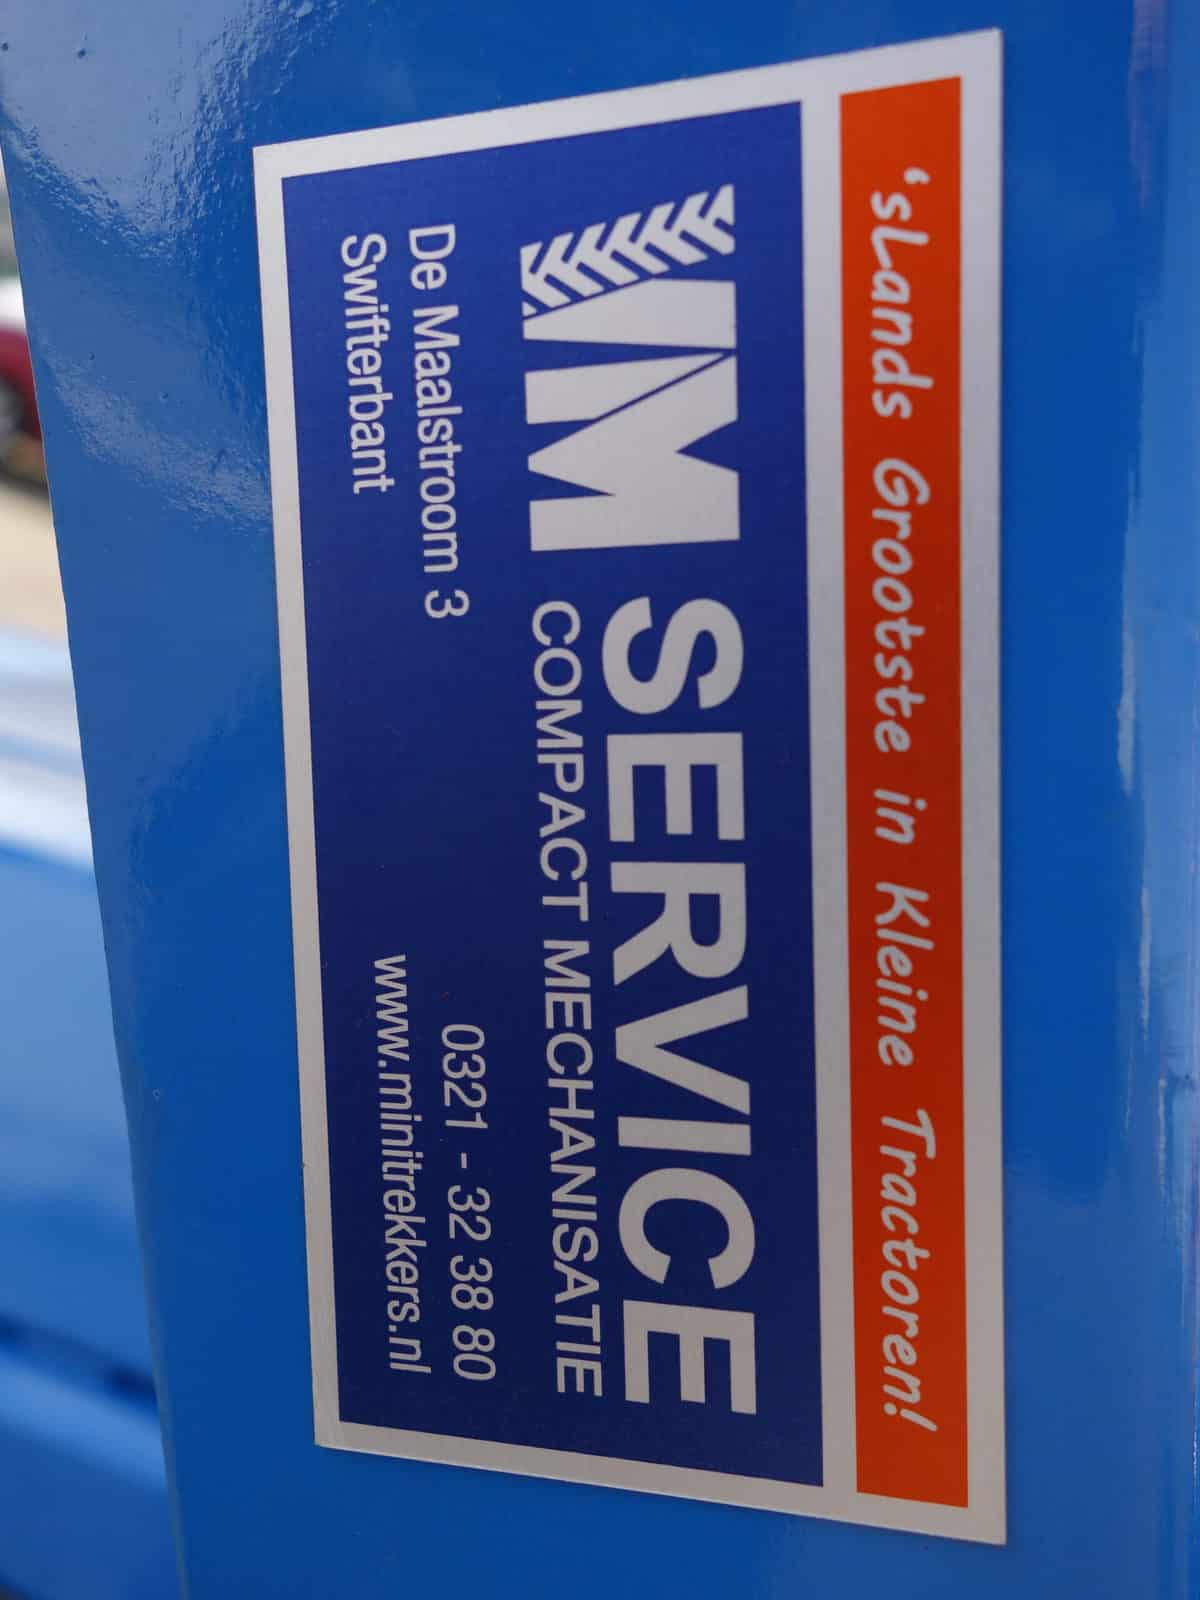 'sLands Grootste in Kleine Tractoren!
VM SERVICE
COMPACT MECHANISATIE
De Maalstroom 3
Swifterbant
0321 - 32 38 80
www.minitrekkers.nl